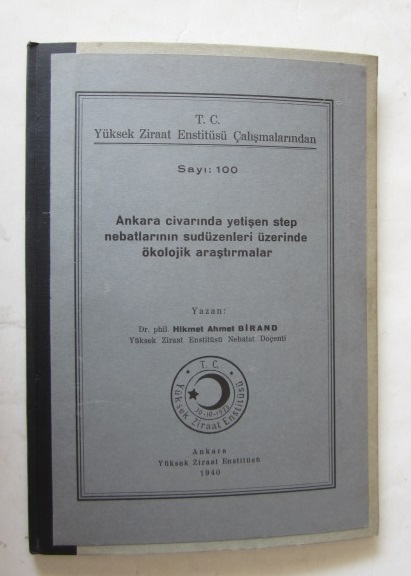 T. C.
Yüksek Ziraat Enstitüsü Çalışmalarından
Sayı: 100
Ankara civarında yetişen step
nebatlarının sudüzenleri üzerinde
ökolojik araştırmalar
Yazan:
Dr. phil. Hikmet Ahmet BİRAND
Yüksek Ziraat Enstitüsü Nebatat Doçenti
T. C.
Yüksek Ziraat Enstitüsü
Ankara
Yüksek Ziraat Enstitüsü
1940